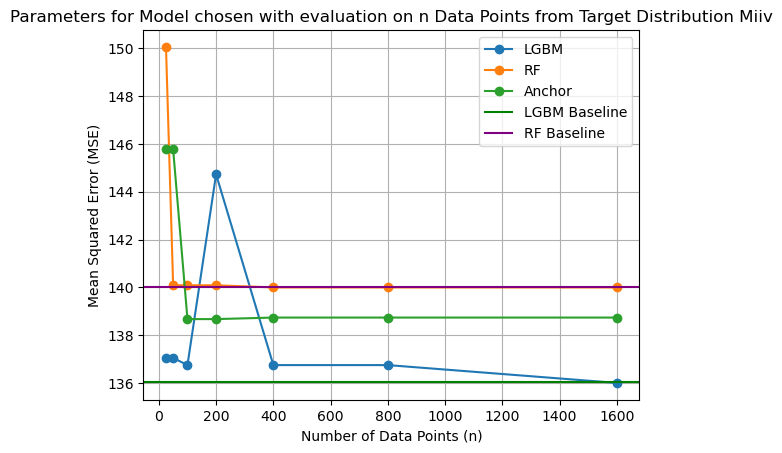 Parameters for Model chosen with evaluation on n Data Points from Target Distribution Miiv
150
148
146
144
142
140
138
136
Mean Squared Error (MSE)
LGBM
RF
Anchor
LGBM Baseline
RF Baseline
0 200 400 600 800 1000 1200 1400 1600
Number of Data Points (n)